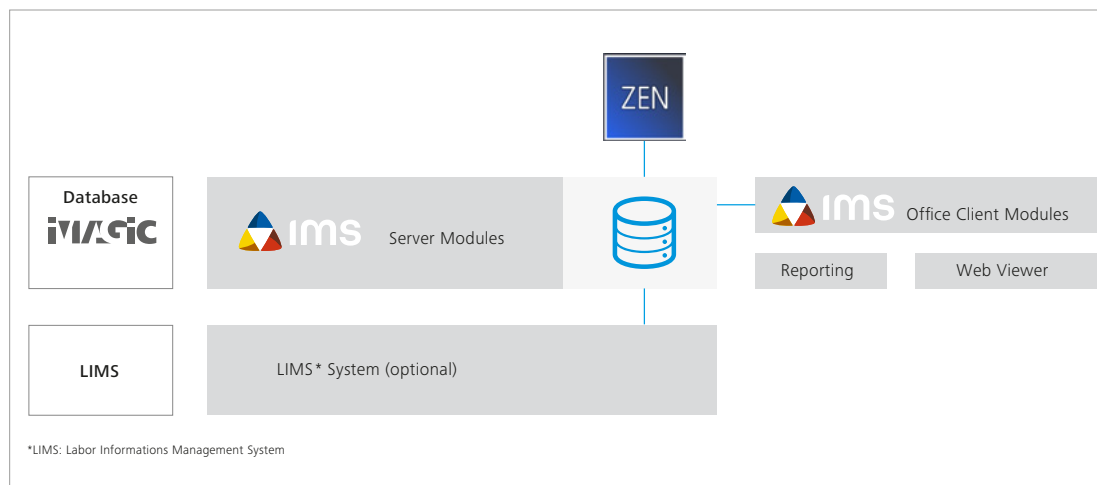 ZEN
Database
iMAGiC
IMS
Server Modules
IMS
Office Client Modules
Reporting
Web Viewer
LIMS
LIMS* System (optional)
*LIMS: Labor Informations Management System